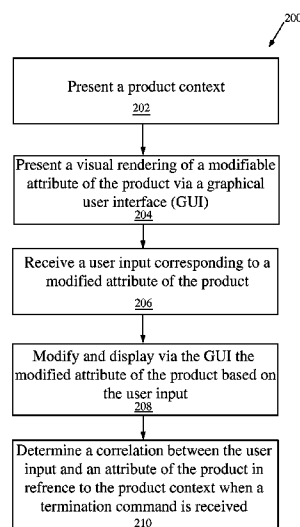 200
Present a product context
202
Present a visual rendering of a modifiable
attribute of the product via a graphical
user interface (GUI)
204
Receive a user input corresponding to a
modified attribute of the product
206
Modify and display via the GUI the
modified attribute of the product based on
the user input
208
Determine a correlation between the user
input and an attribute of the product in
refrence to the product context when a
termination command is received
210